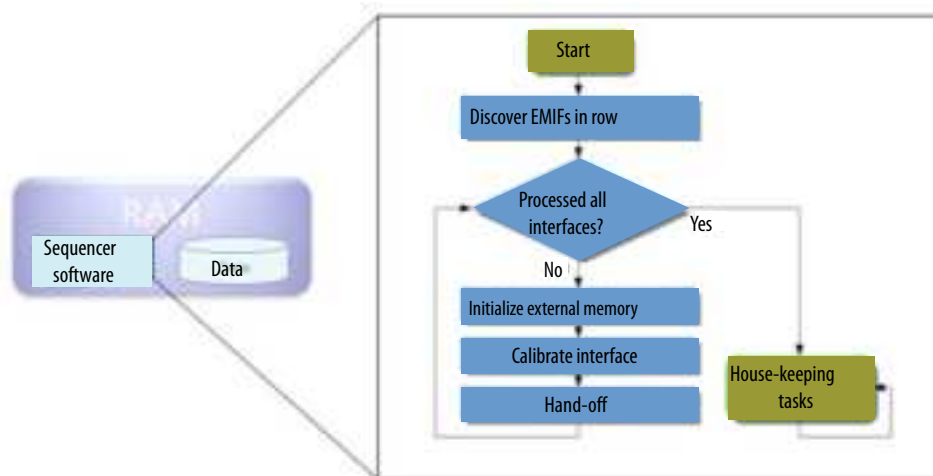 Start
Discover EMIFs in row
Processed all
interfaces?
Yes
No
Initialize external memory
Calibrate interface
Hand-off
House-keeping
tasks
RAM
Sequencer
software
Data